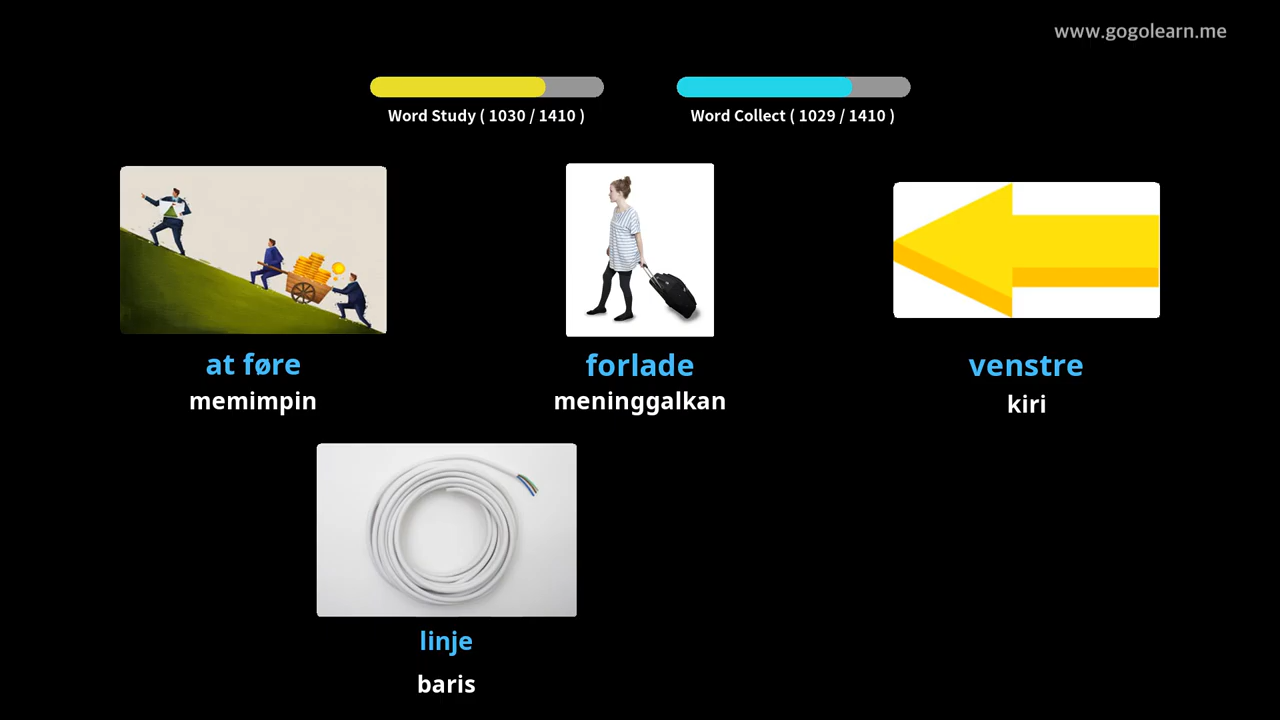 www.gogolearn.me
Word Study ( 1030 / 1410 )
Word Collect ( 1029 / 1410 )
at føre
memimpin
forlade
meninggalkan
venstre
kiri
linje
baris